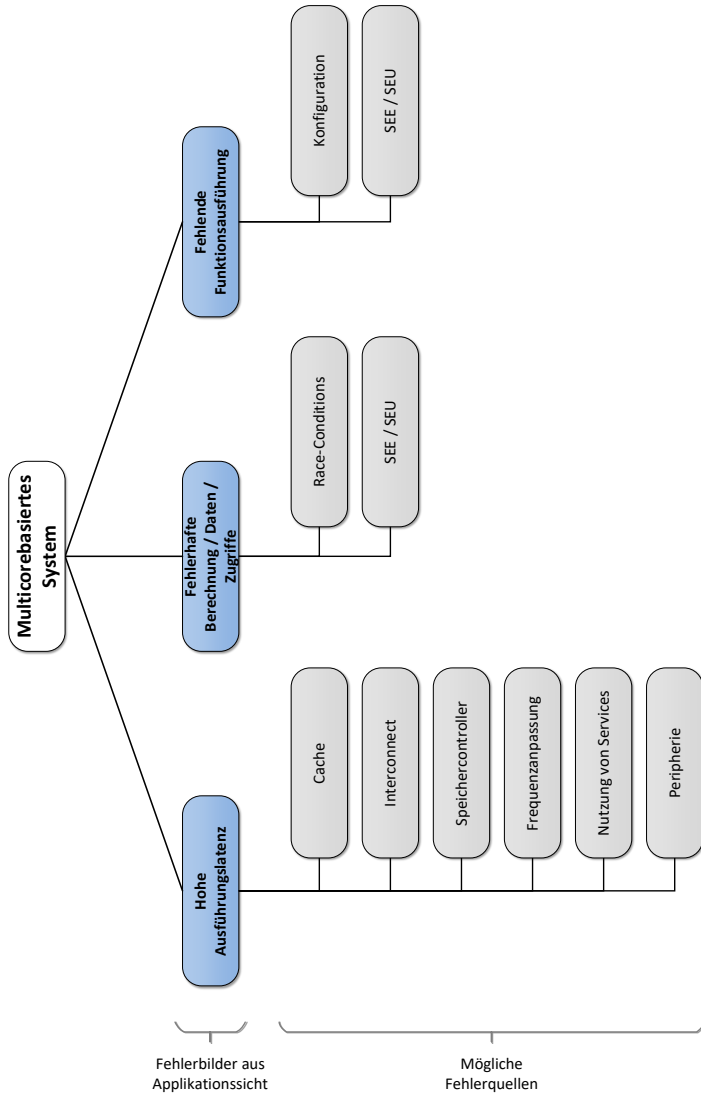 Multicorebasiertes
System
Fehlerbilder aus
Applikationssicht
Hohe
Ausführungslatenz
Fehlerhafte
Berechnung / Daten /
Zugriffe
Fehlende
Funktionsausführung
Mögliche
Fehlerquellen
Cache
Interconnect
Speichercontroller
Frequenzanpassung
Nutzung von Services
Peripherie
Race-Conditions
SEE / SEU
Konfiguration
SEE / SEU